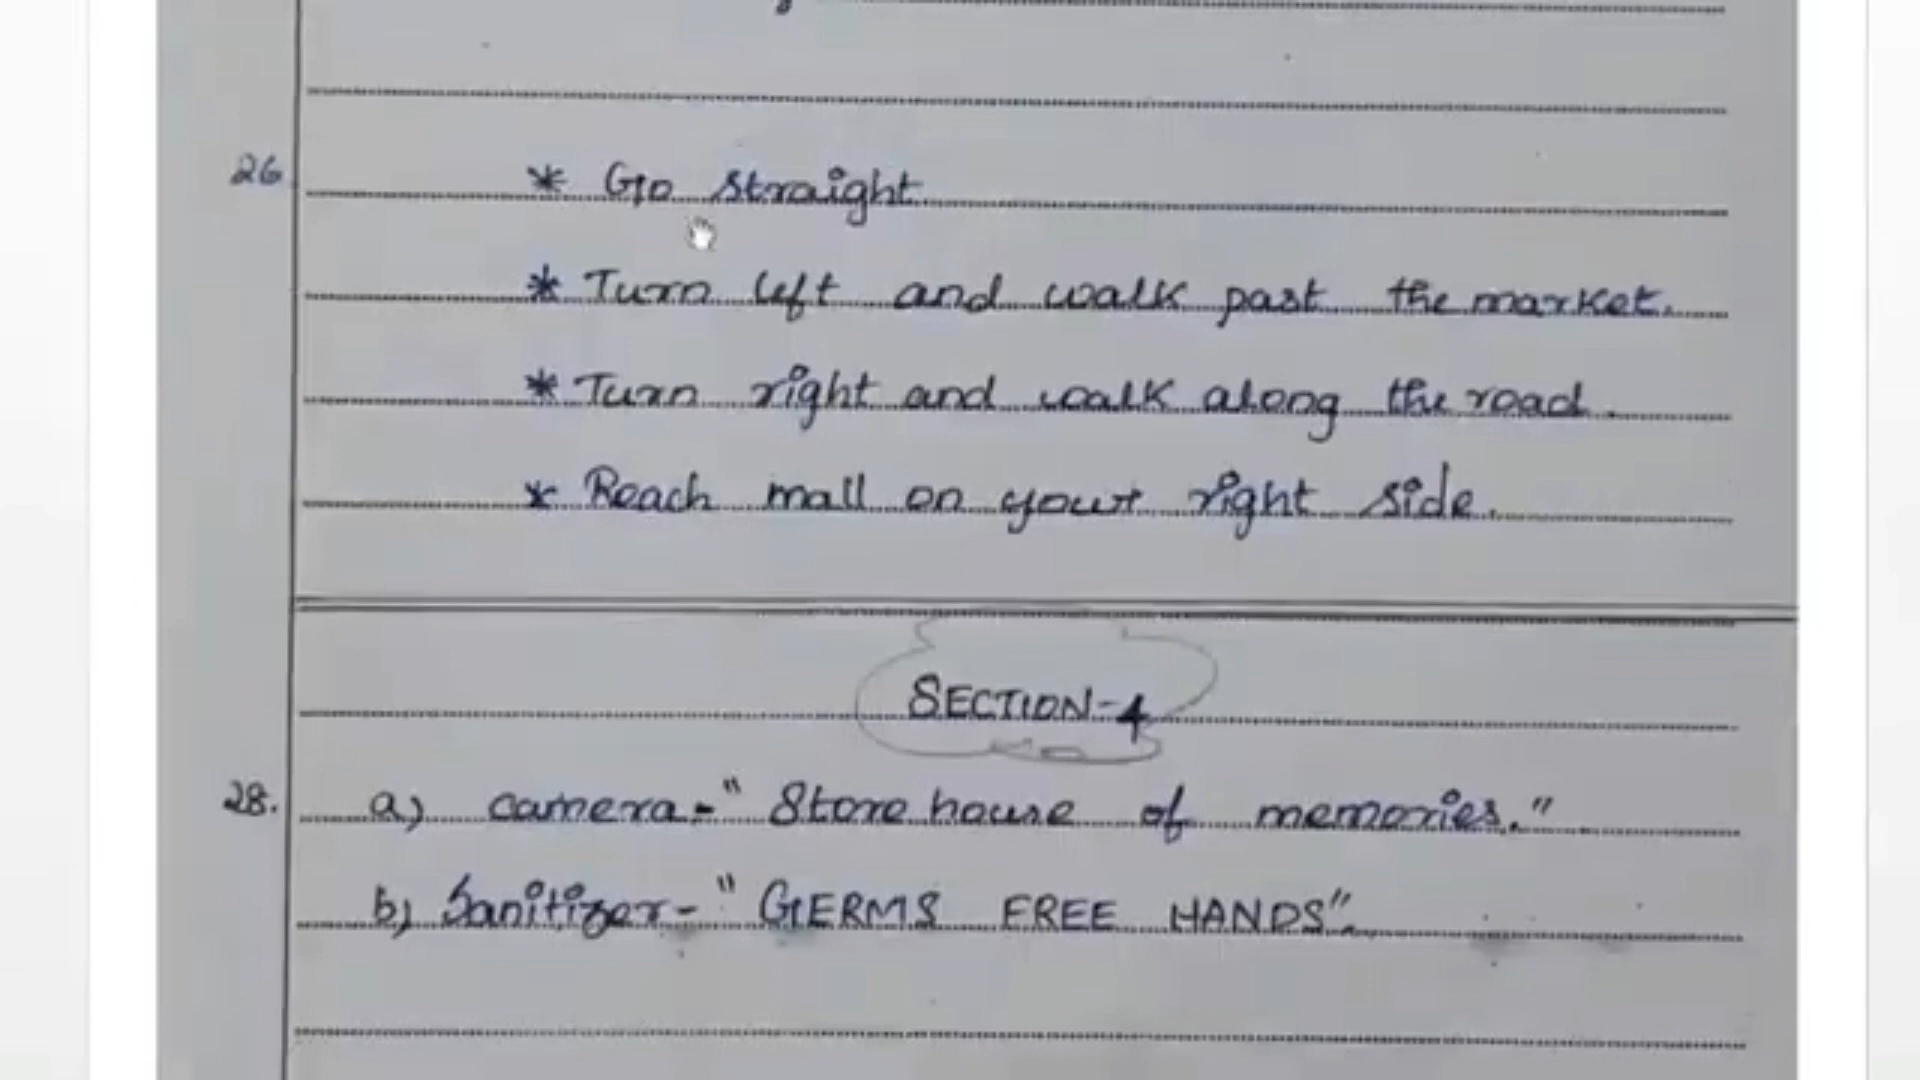 26. * Go straight
* Turn left and walk past the market.
* Turn right and walk along the road.
* Reach mall on your right side.
SECTION-4
28. a) camera-" Store house of memories."
b) Sanitizer-" GERMS FREE HANDS".